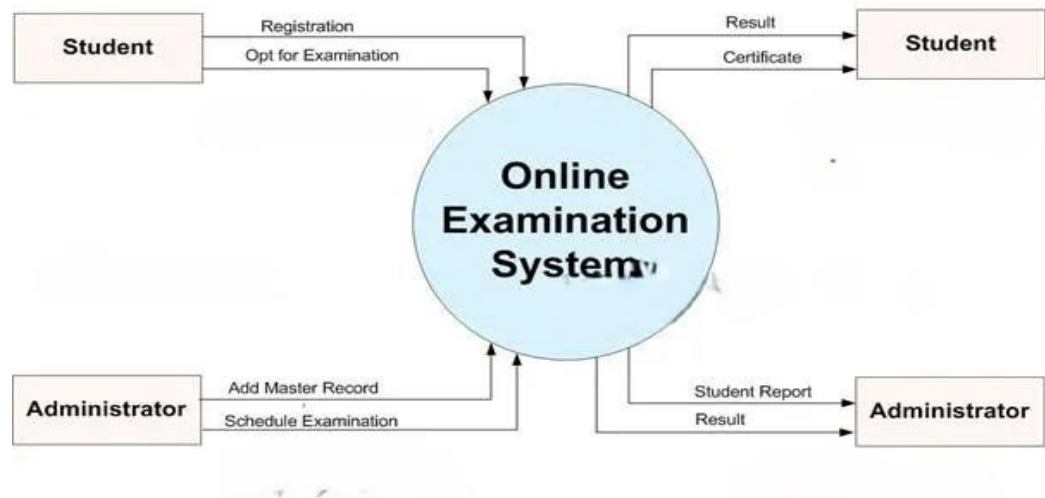 Student
Registration
Opt for Examination
Result
Certificate
Student
Online
Examination
System
Administrator
Add Master Record
Schedule Examination
Student Report
Result
Administrator